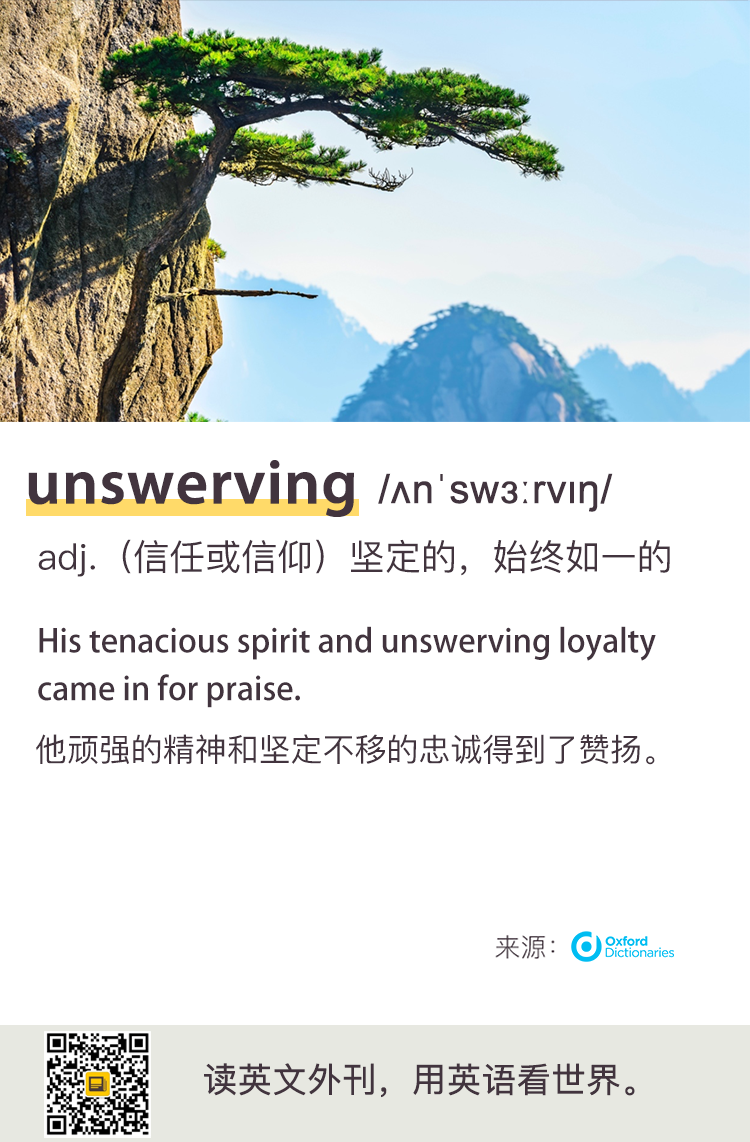 unswerving /ʌnˈswɜːrvɪŋ/
adj.（信任或信仰）坚定的，始终如一的
His tenacious spirit and unswerving loyalty
came in for praise.
他顽强的精神和坚定不移的忠诚得到了赞扬。
来源：Oxford
Dictionaries
读英文外刊，用英语看世界。